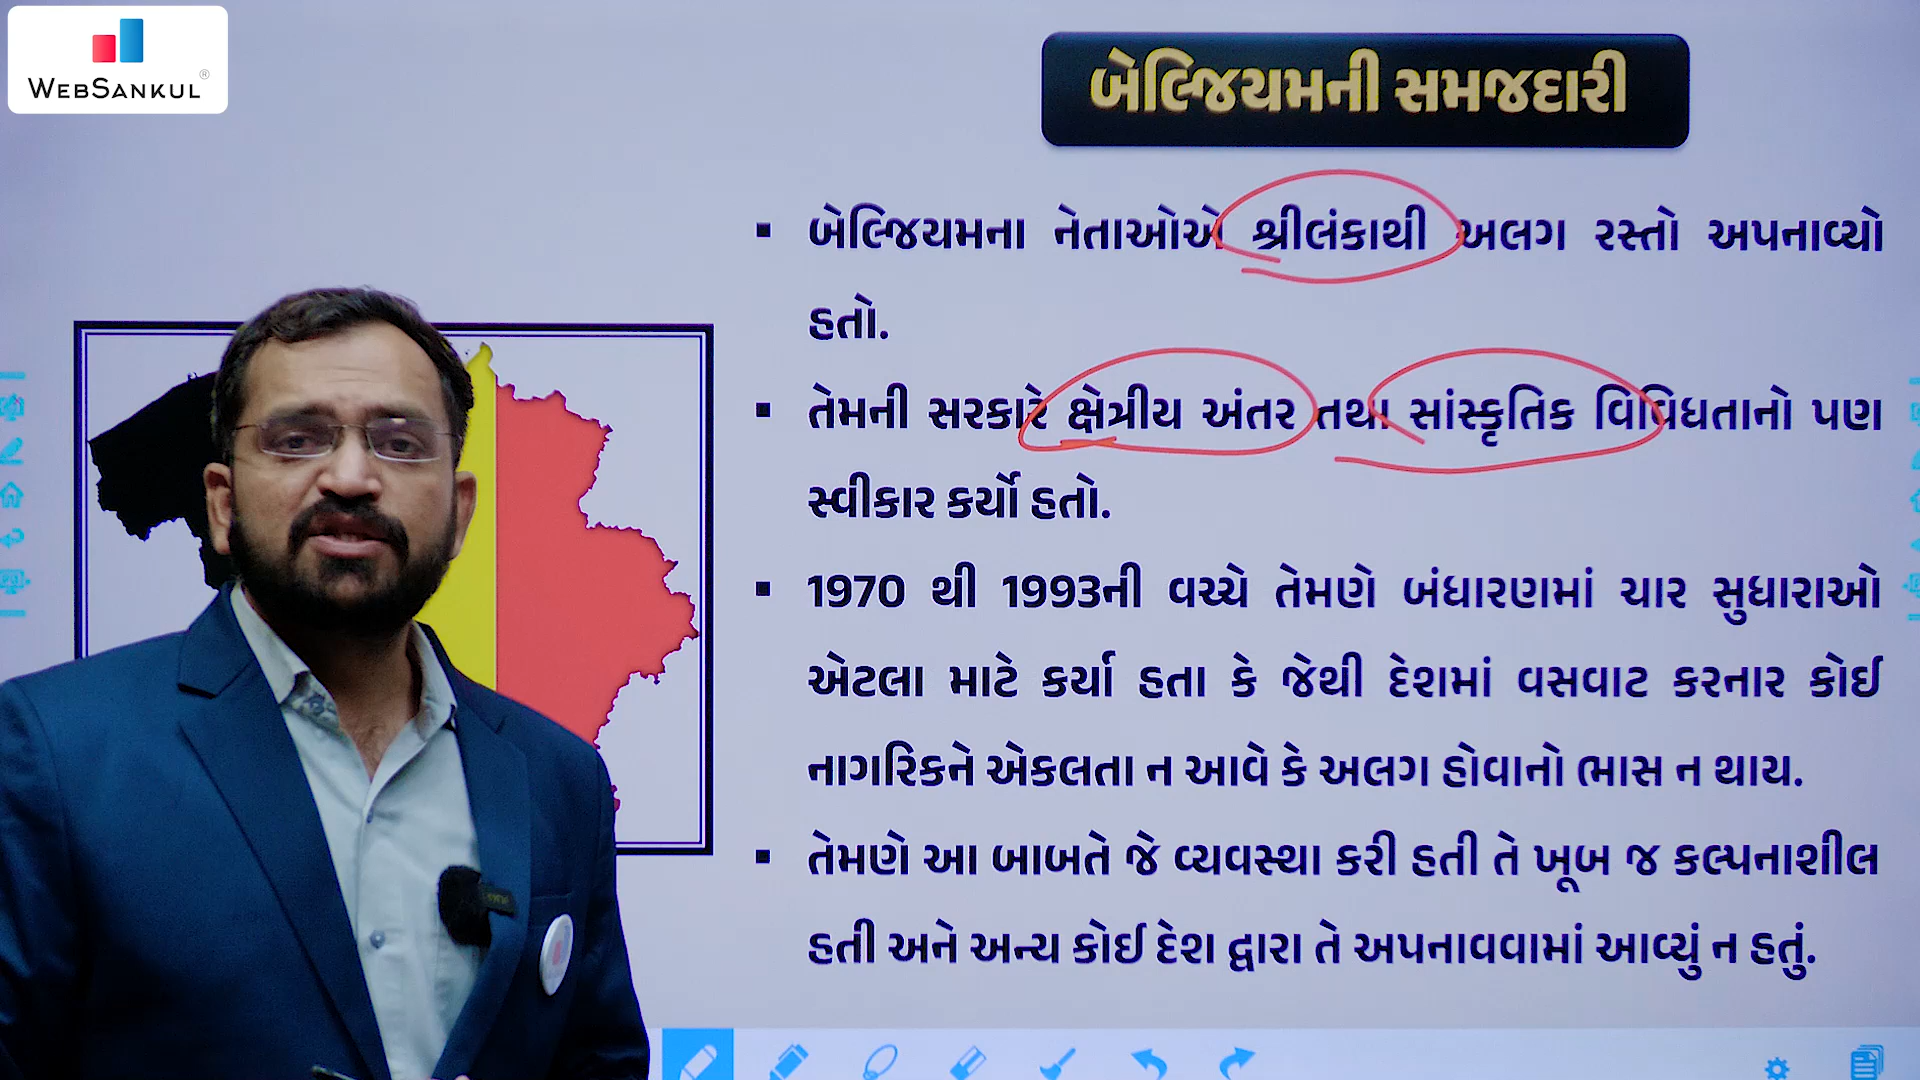 WEBSANKUL®
બેલ્જિયમની સમજદારી
▪ બેલ્જિયમના નેતાઓએ શ્રીલંકાથી અલગ રસ્તો અપનાવ્યો
હતો.
▪ તેમની સરકારે ક્ષેત્રીય અંતર તથા સાંસ્કૃતિક વિવિધતાનો પણ
સ્વીકાર કર્યો હતો.
▪ 1970 થી 1993ની વચ્ચે તેમણે બંધારણમાં ચાર સુધારાઓ
એટલા માટે કર્યા હતા કે જેથી દેશમાં વસવાટ કરનાર કોઈ
નાગરિકને એકલતા ન આવે કે અલગ હોવાનો ભાસ ન થાય.
▪ તેમણે આ બાબતે જે વ્યવસ્થા કરી હતી તે ખૂબ જ કલ્પનાશીલ
હતી અને અન્ય કોઈ દેશ દ્વારા તે અપનાવવામાં આવ્યું ન હતું.